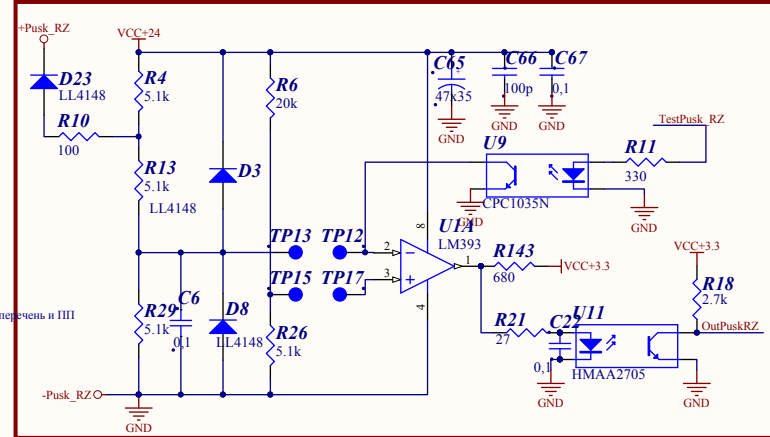 +Pusk_RZ
VCC+24
D23
LL4148
R4
5.1k
R6
20k
C65
47x35
C66
100p
C67
0,1
GND
GND
GND
TestPusk_RZ
R10
100
R13
5.1k
LL4148
D3
U9
CPC1035N
R11
330
GND
GND
TP13
TP12
8
U1A
LM393
2
1
R143
680
VCC+3.3
VCC+3.3
TP15
TP17
3
4
R18
2.7k
перечень и ПП
R29
5.1k
C6
0,1
D8
LL4148
R26
5.1k
R21
27
C22
0,1
U11
HMAA2705
OutPuskRZ
-Pusk_RZ
GND
GND
GND